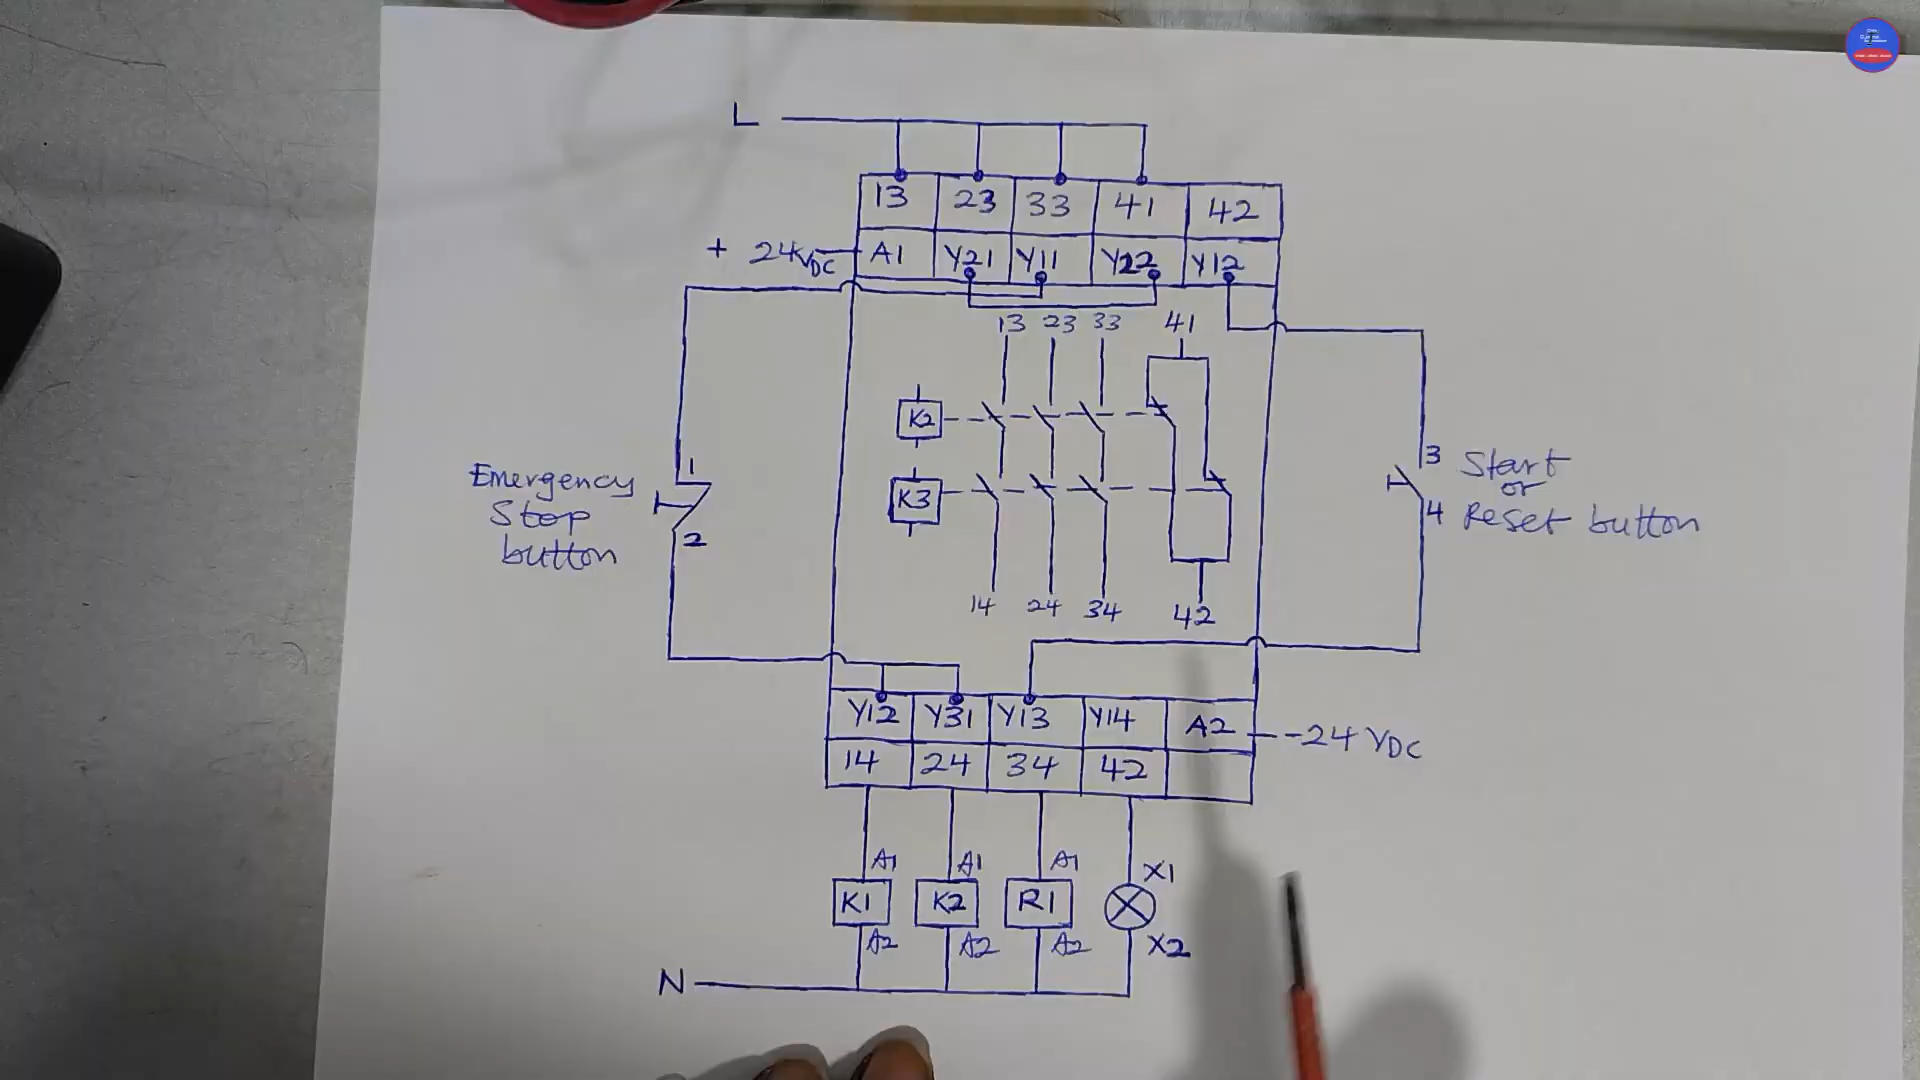 L
13 23 33 41 42
+ 24VDC A1 Y21 Y11 Y22 Y12
13 23 33 41
K2
K3
Emergency
Stop
button
1
2
3
4
Start
or
Reset button
14 24 34 42
Y12 Y31 Y13 Y14 A2 -24 VDC
14 24 34 42
A1 A1 A1 X1
K1 K2 R1
A2 A2 A2 X2
N